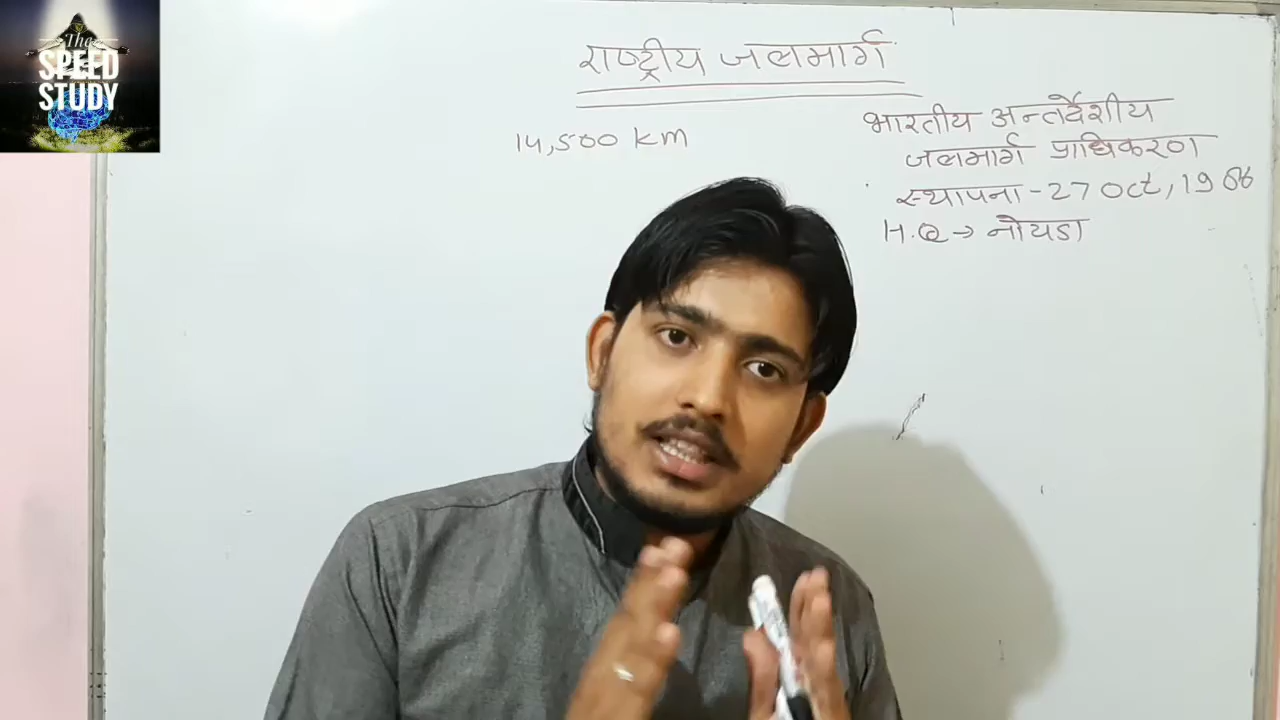 The
SPEED
STUDY
राष्ट्रीय जलमार्ग
14,500 km
भारतीय अन्तर्देशीय
जलमार्ग प्राधिकरण
स्थापना - 27 Oct, 1986
H.Q → नोयडा